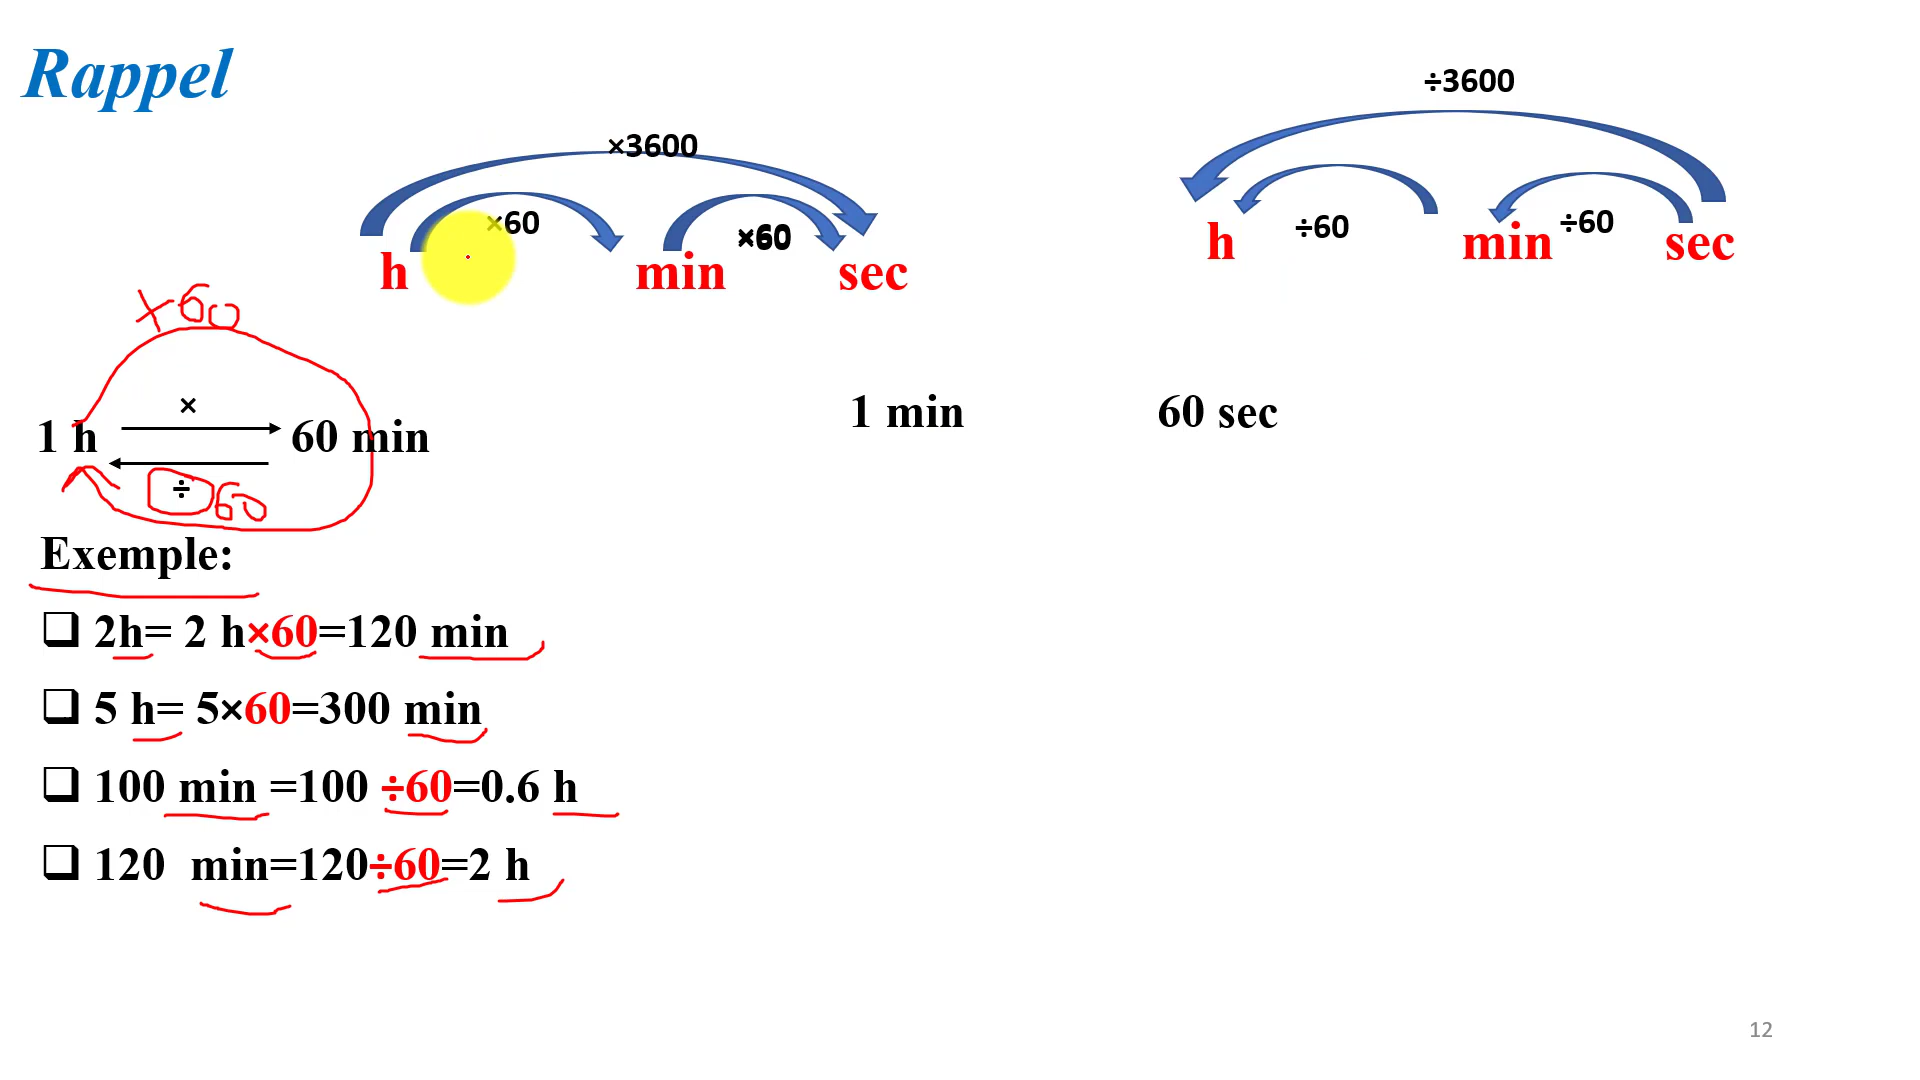 Rappel
×3600
×60
×60
h min sec
÷3600
÷60
÷60
h min sec
×60
1 h × 60 min
÷ 60
1 min 60 sec
Exemple:
❑ 2h= 2 h×60=120 min
❑ 5 h= 5×60=300 min
❑ 100 min =100 ÷60=0.6 h
❑ 120 min=120÷60=2 h
12